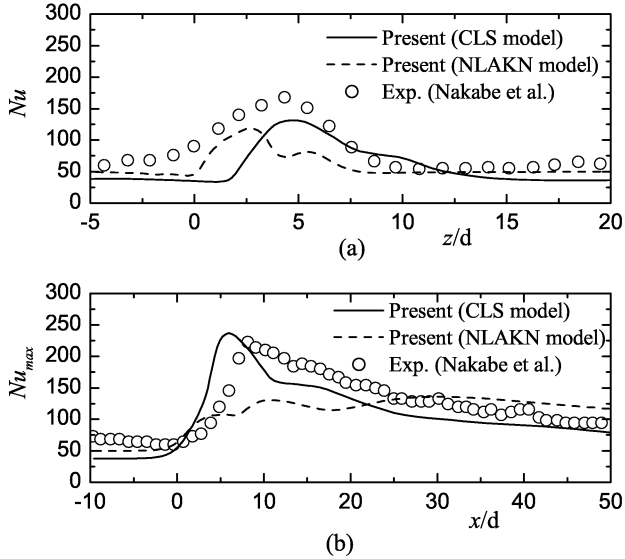 300
250
200
150
100
50
0
Nu
Present (CLS model)
Present (NLAKN model)
Exp. (Nakabe et al.)
-5 0 5 10 15 20
(a)
z/d
300
250
200
150
100
50
0
Nu_max
Present (CLS model)
Present (NLAKN model)
Exp. (Nakabe et al.)
-10 0 10 20 30 40 50
x/d
(b)